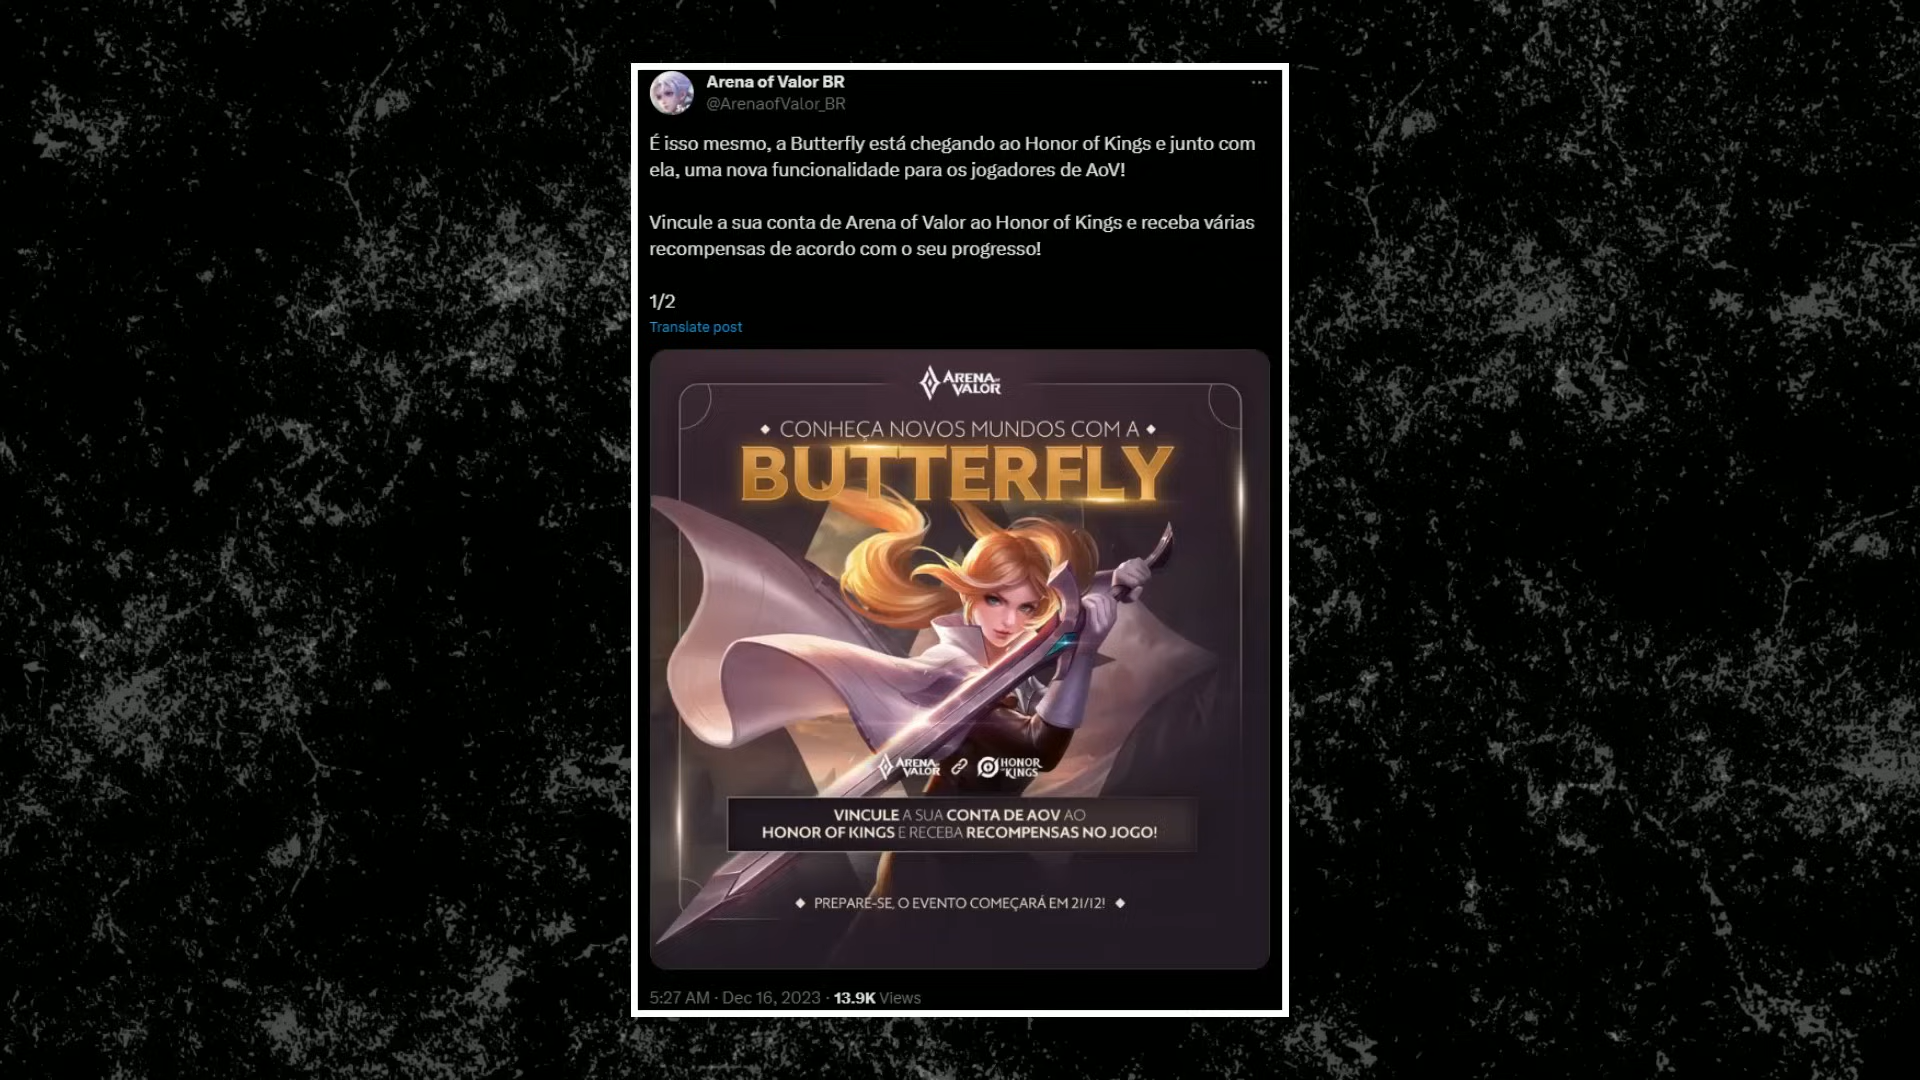 Arena of Valor BR
@ArenaofValor_BR
É isso mesmo, a Butterfly está chegando ao Honor of Kings e junto com
ela, uma nova funcionalidade para os jogadores de AoV!
Vincule a sua conta de Arena of Valor ao Honor of Kings e receba várias
recompensas de acordo com o seu progresso!
1/2
Translate post
ARENA OF
VALOR
CONHEÇA NOVOS MUNDOS COM A
BUTTERFLY
ARENA OF
VALOR
HONOR
OF KINGS
VINCULE A SUA CONTA DE AOV AO
HONOR OF KINGS E RECEBA RECOMPENSAS NO JOGO!
PREPARE-SE, O EVENTO COMEÇARÁ EM 21/12!
5:27 AM · Dec 16, 2023 · 13.9K Views